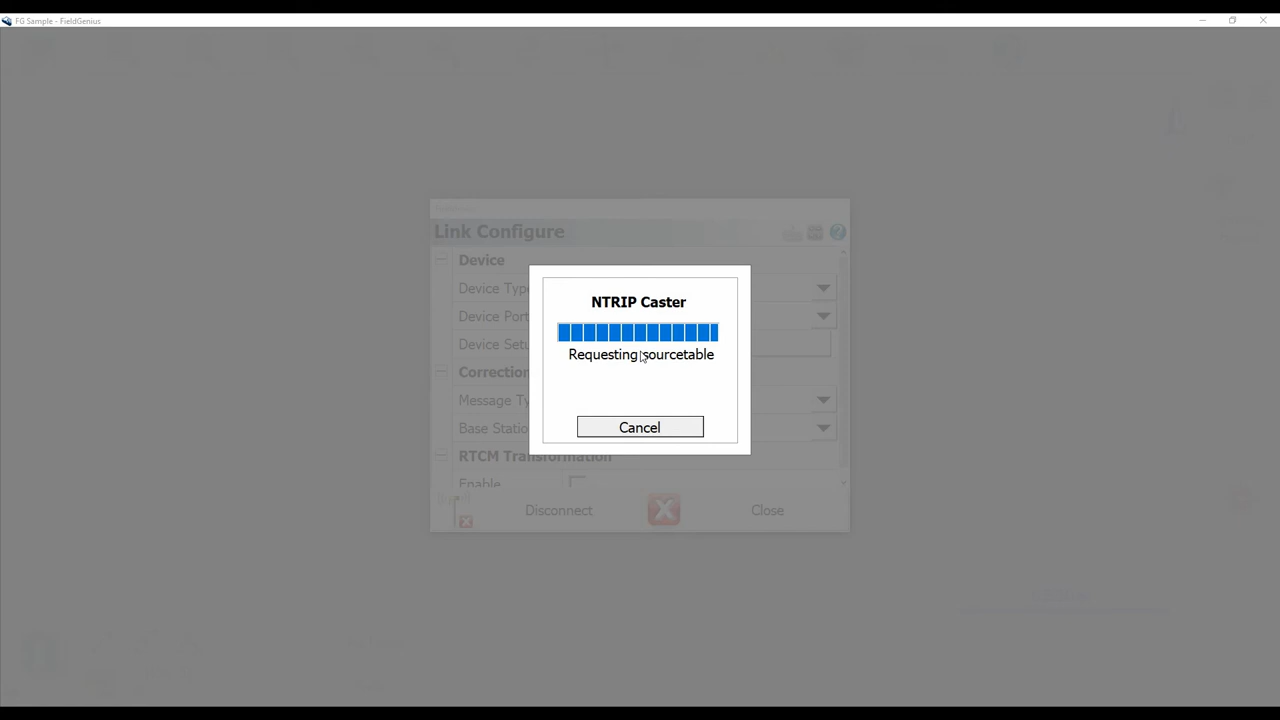 FG Sample - FieldGenius
Link Configure
Device
Device Type
Device Port
Device Setu
Correction
Message Ty
Base Statio
RTCM Transformation
Enable
Disconnect
Close
NTRIP Caster
Requesting sourcetable
Cancel